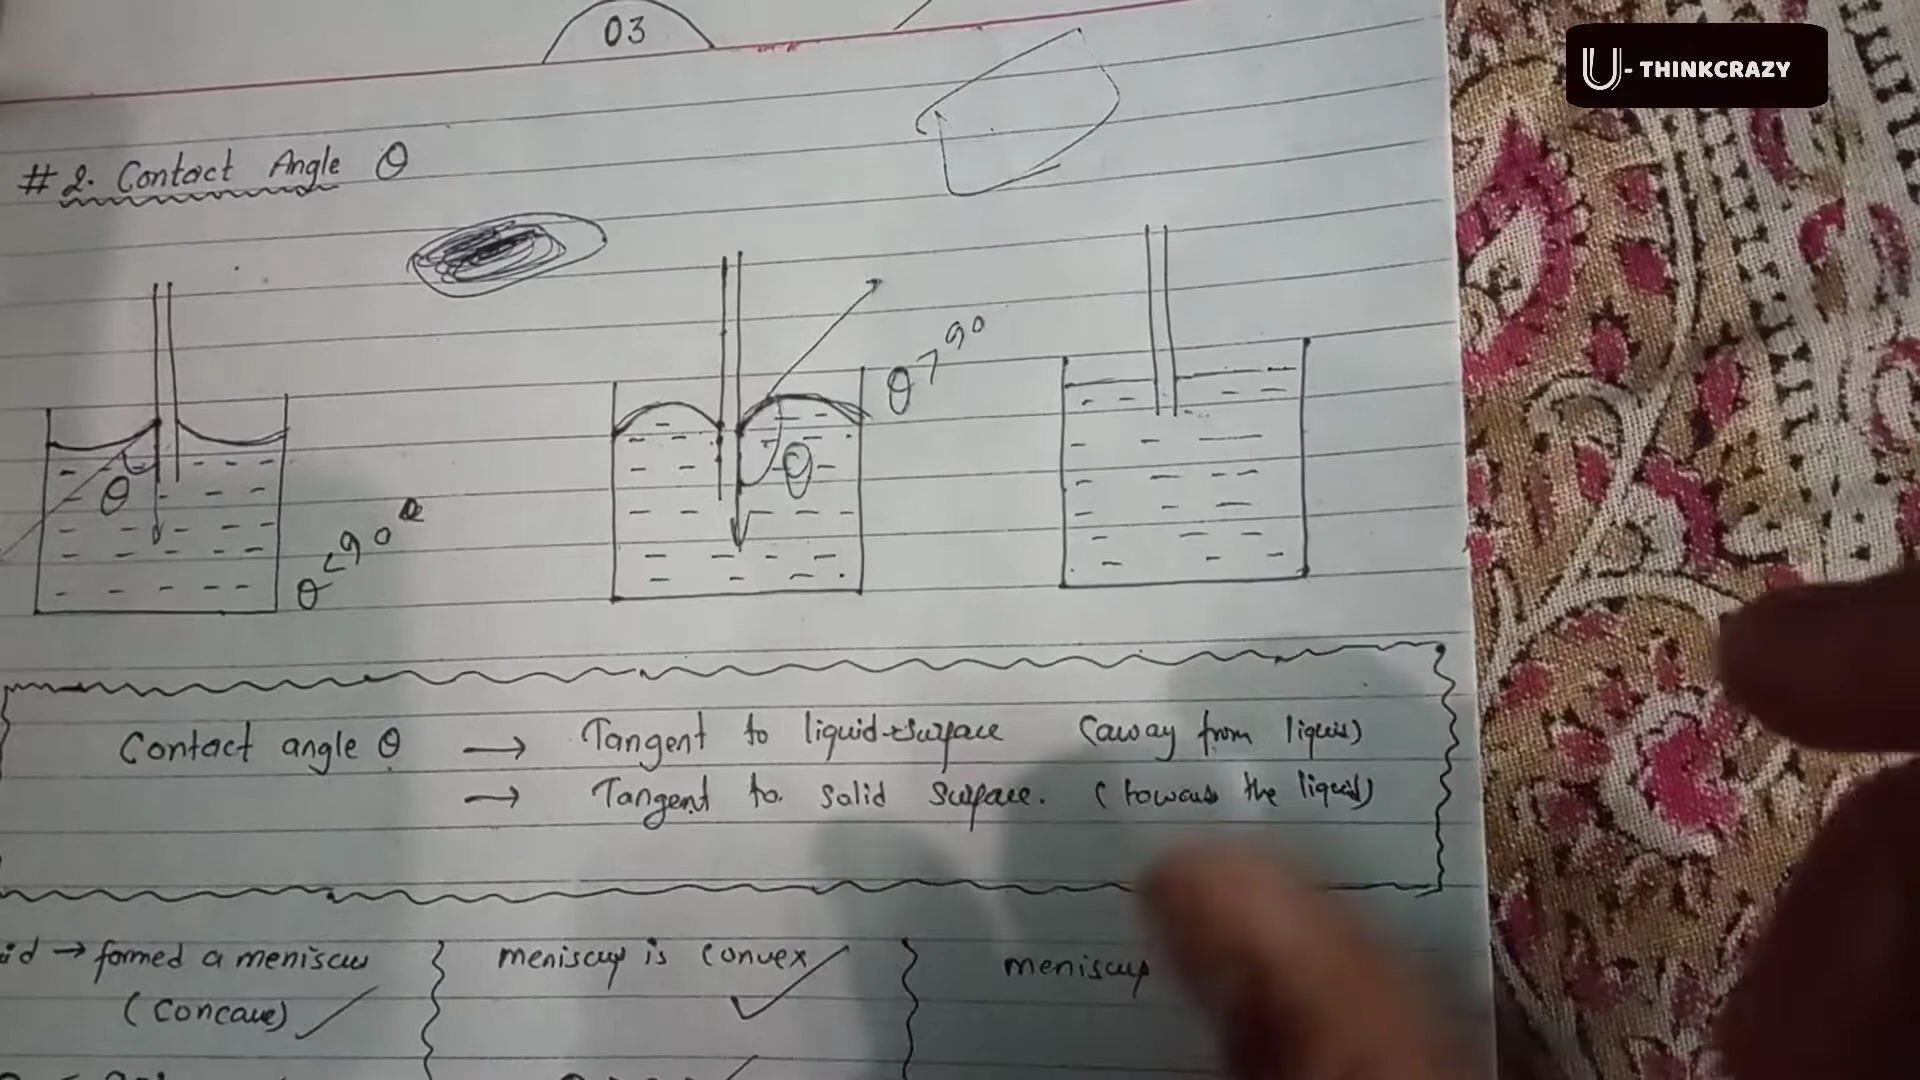 03
U - THINKCRAZY
#2. Contact Angle θ
θ > 90
θ
θ
θ < 90°
Contact angle θ → Tangent to liquid surface (away from liquid)
→ Tangent to solid surface. (towards the liquid)
→ formed a meniscus
(Concave)
meniscus is convex
meniscus